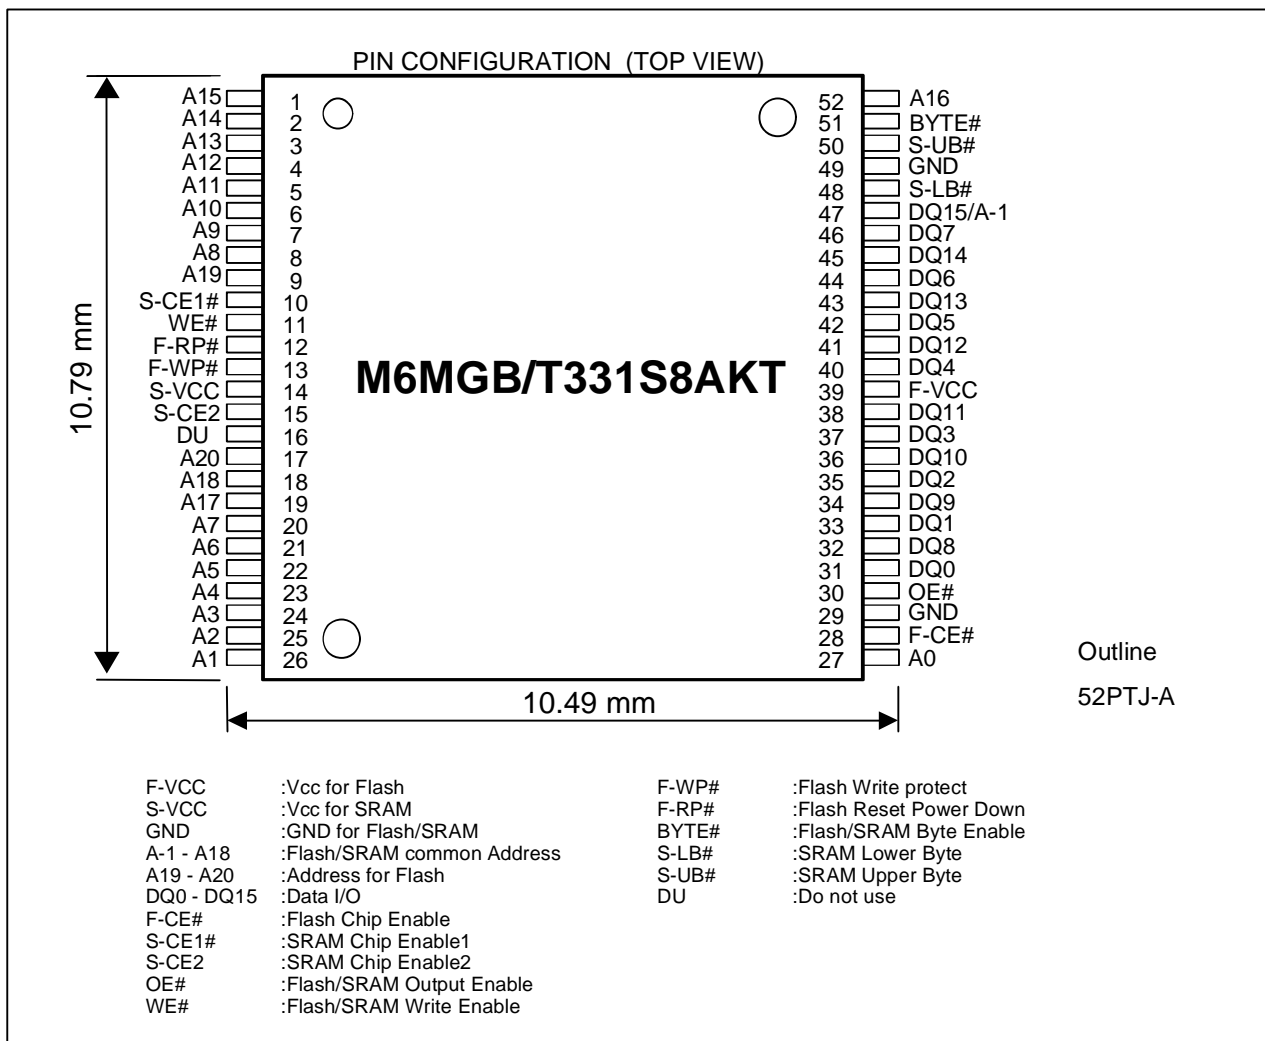 PIN CONFIGURATION (TOP VIEW)
A15 1 52 A16
A14 2 51 BYTE#
A13 3 50 S-UB#
A12 4 49 GND
A11 5 48 S-LB#
A10 6 47 DQ15/A-1
A9 7 46 DQ7
A8 8 45 DQ14
A19 9 44 DQ6
S-CE1# 10 43 DQ13
WE# 11 42 DQ5
F-RP# 12 41 DQ12
F-WP# 13 40 DQ4
S-VCC 14 39 F-VCC
S-CE2 15 38 DQ11
DU 16 37 DQ3
A20 17 36 DQ10
A18 18 35 DQ2
A17 19 34 DQ9
A7 20 33 DQ1
A6 21 32 DQ8
A5 22 31 DQ0
A4 23 30 OE#
A3 24 29 GND
A2 25 28 F-CE#
A1 26 27 A0
10.79 mm
M6MGB/T331S8AKT
10.49 mm
Outline
52PTJ-A
F-VCC :Vcc for Flash
S-VCC :Vcc for SRAM
GND :GND for Flash/SRAM
A-1 - A18 :Flash/SRAM common Address
A19 - A20 :Address for Flash
DQ0 - DQ15 :Data I/O
F-CE# :Flash Chip Enable
S-CE1# :SRAM Chip Enable1
S-CE2 :SRAM Chip Enable2
OE# :Flash/SRAM Output Enable
WE# :Flash/SRAM Write Enable
F-WP# :Flash Write protect
F-RP# :Flash Reset Power Down
BYTE# :Flash/SRAM Byte Enable
S-LB# :SRAM Lower Byte
S-UB# :SRAM Upper Byte
DU :Do not use